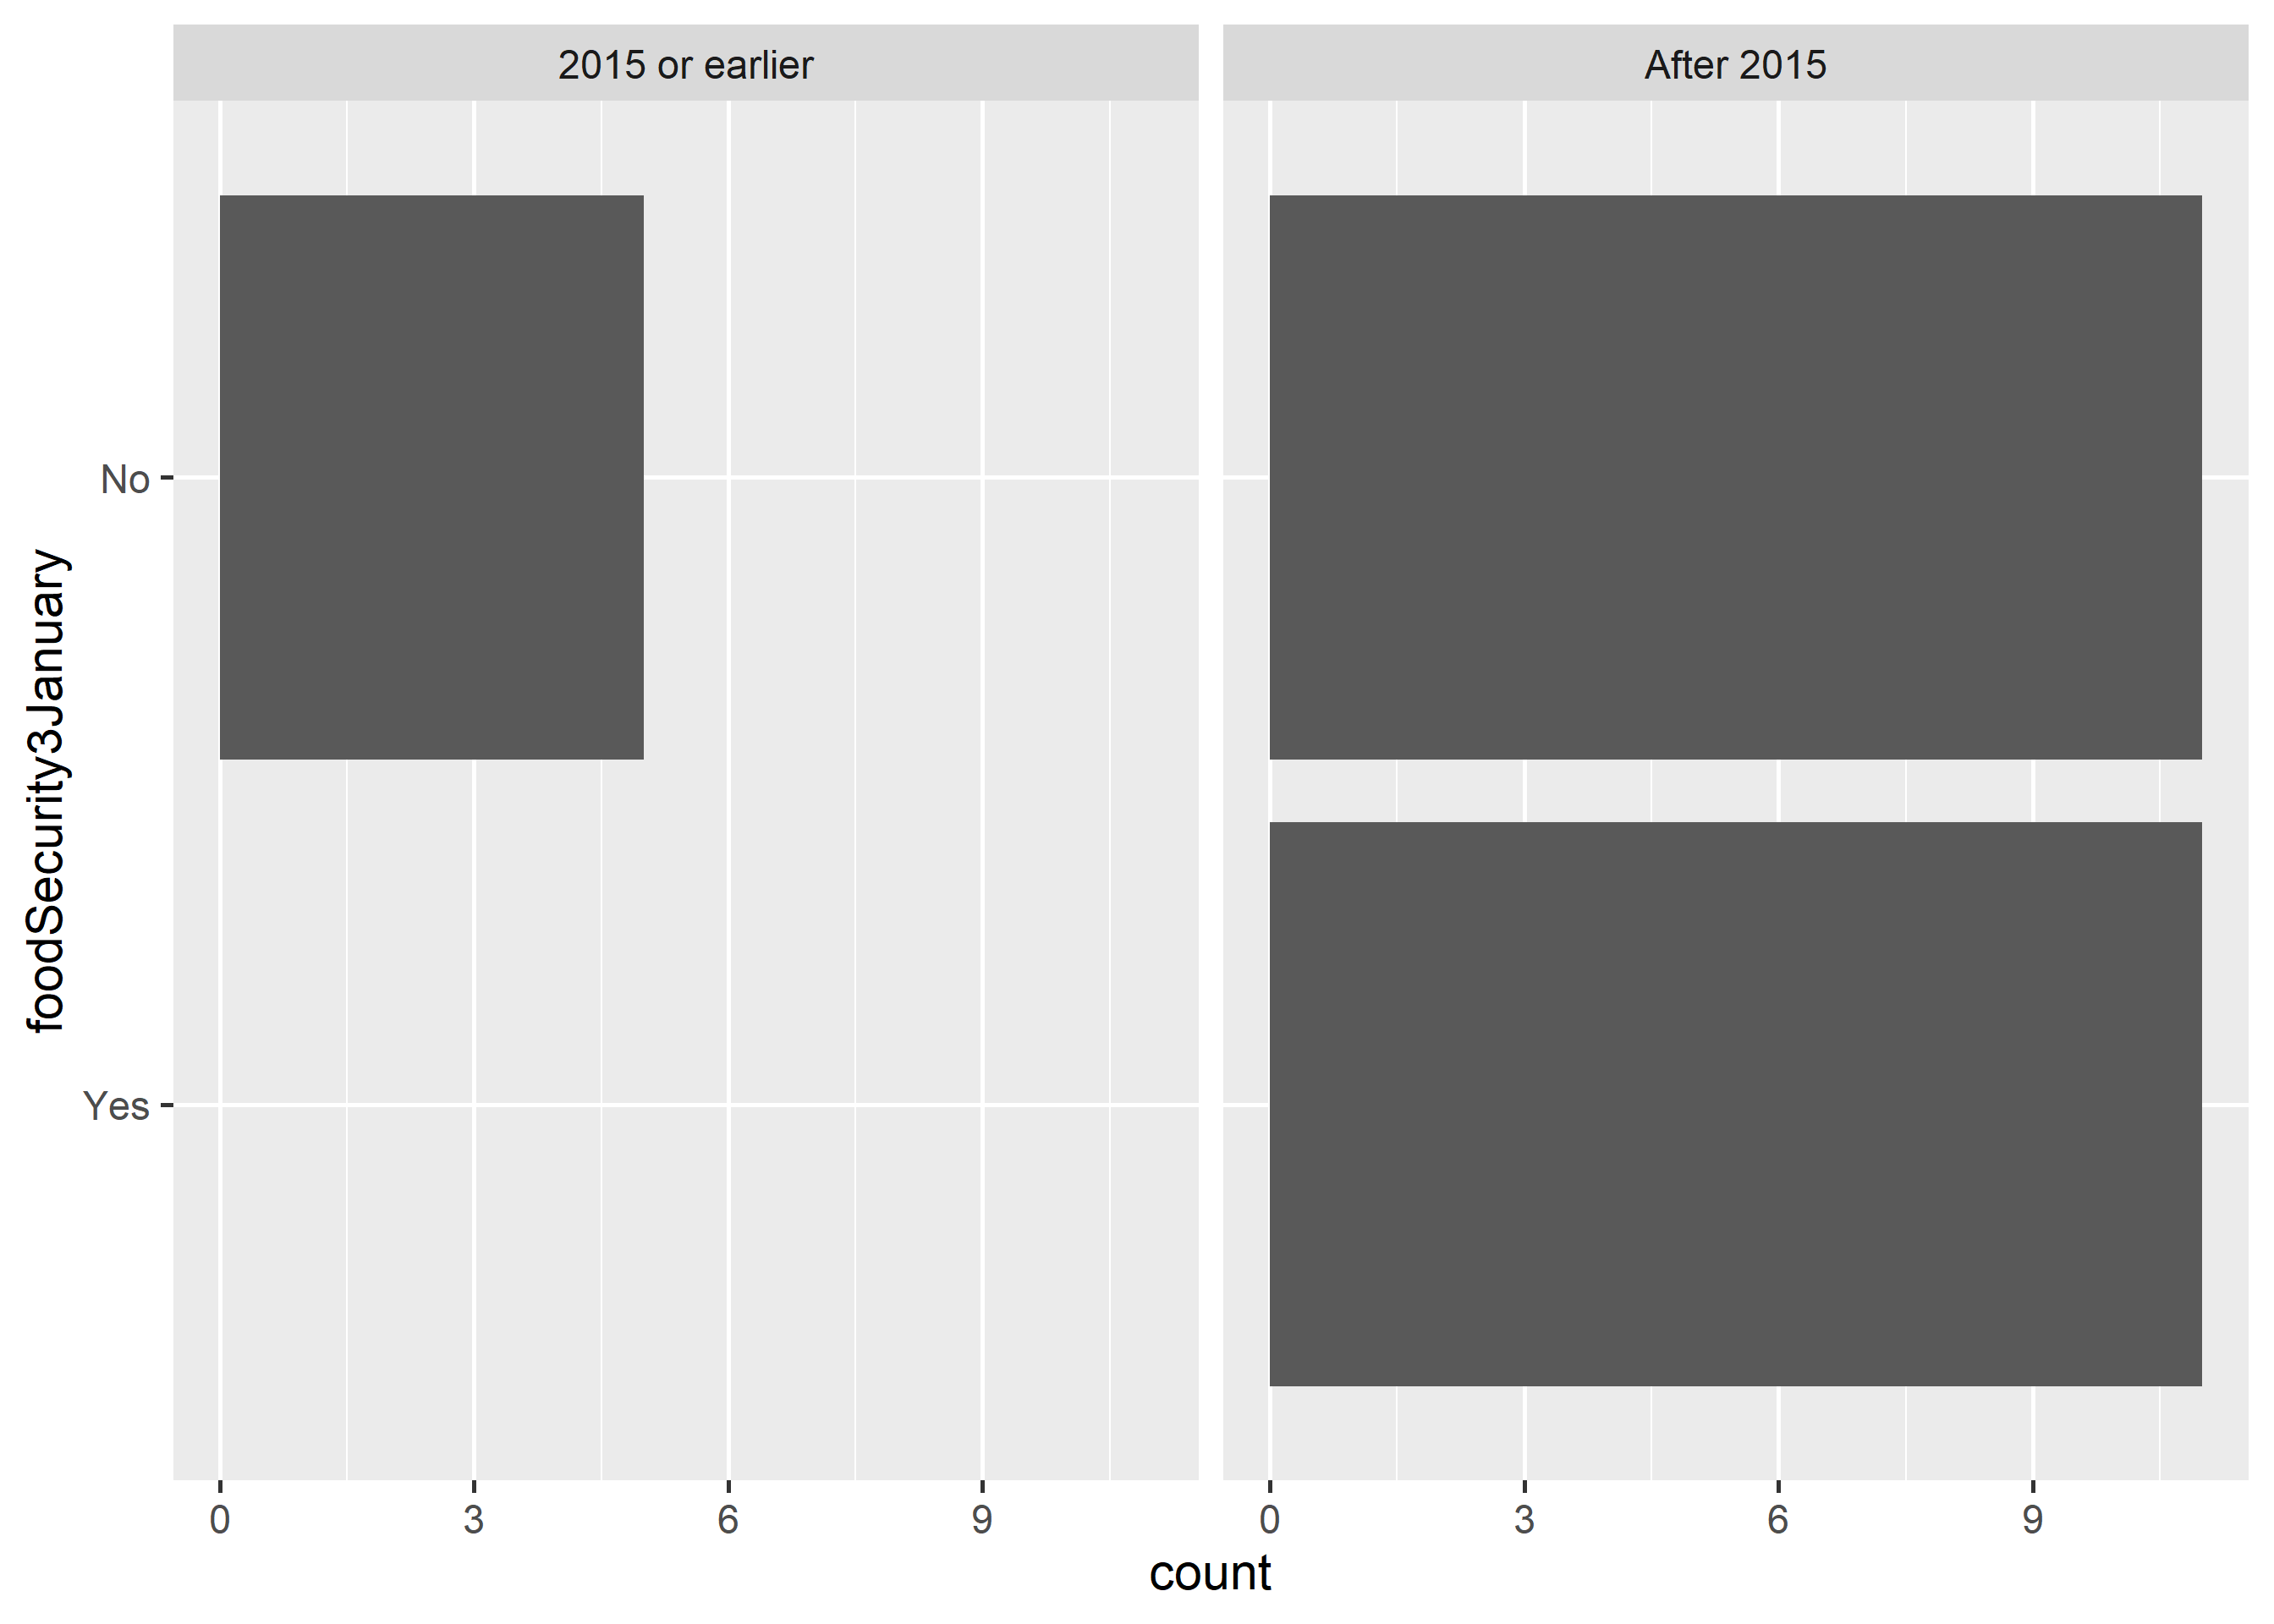 2015 or earlier
After 2015
foodSecurity3January
No
Yes
0 3 6 9
0 3 6 9
count